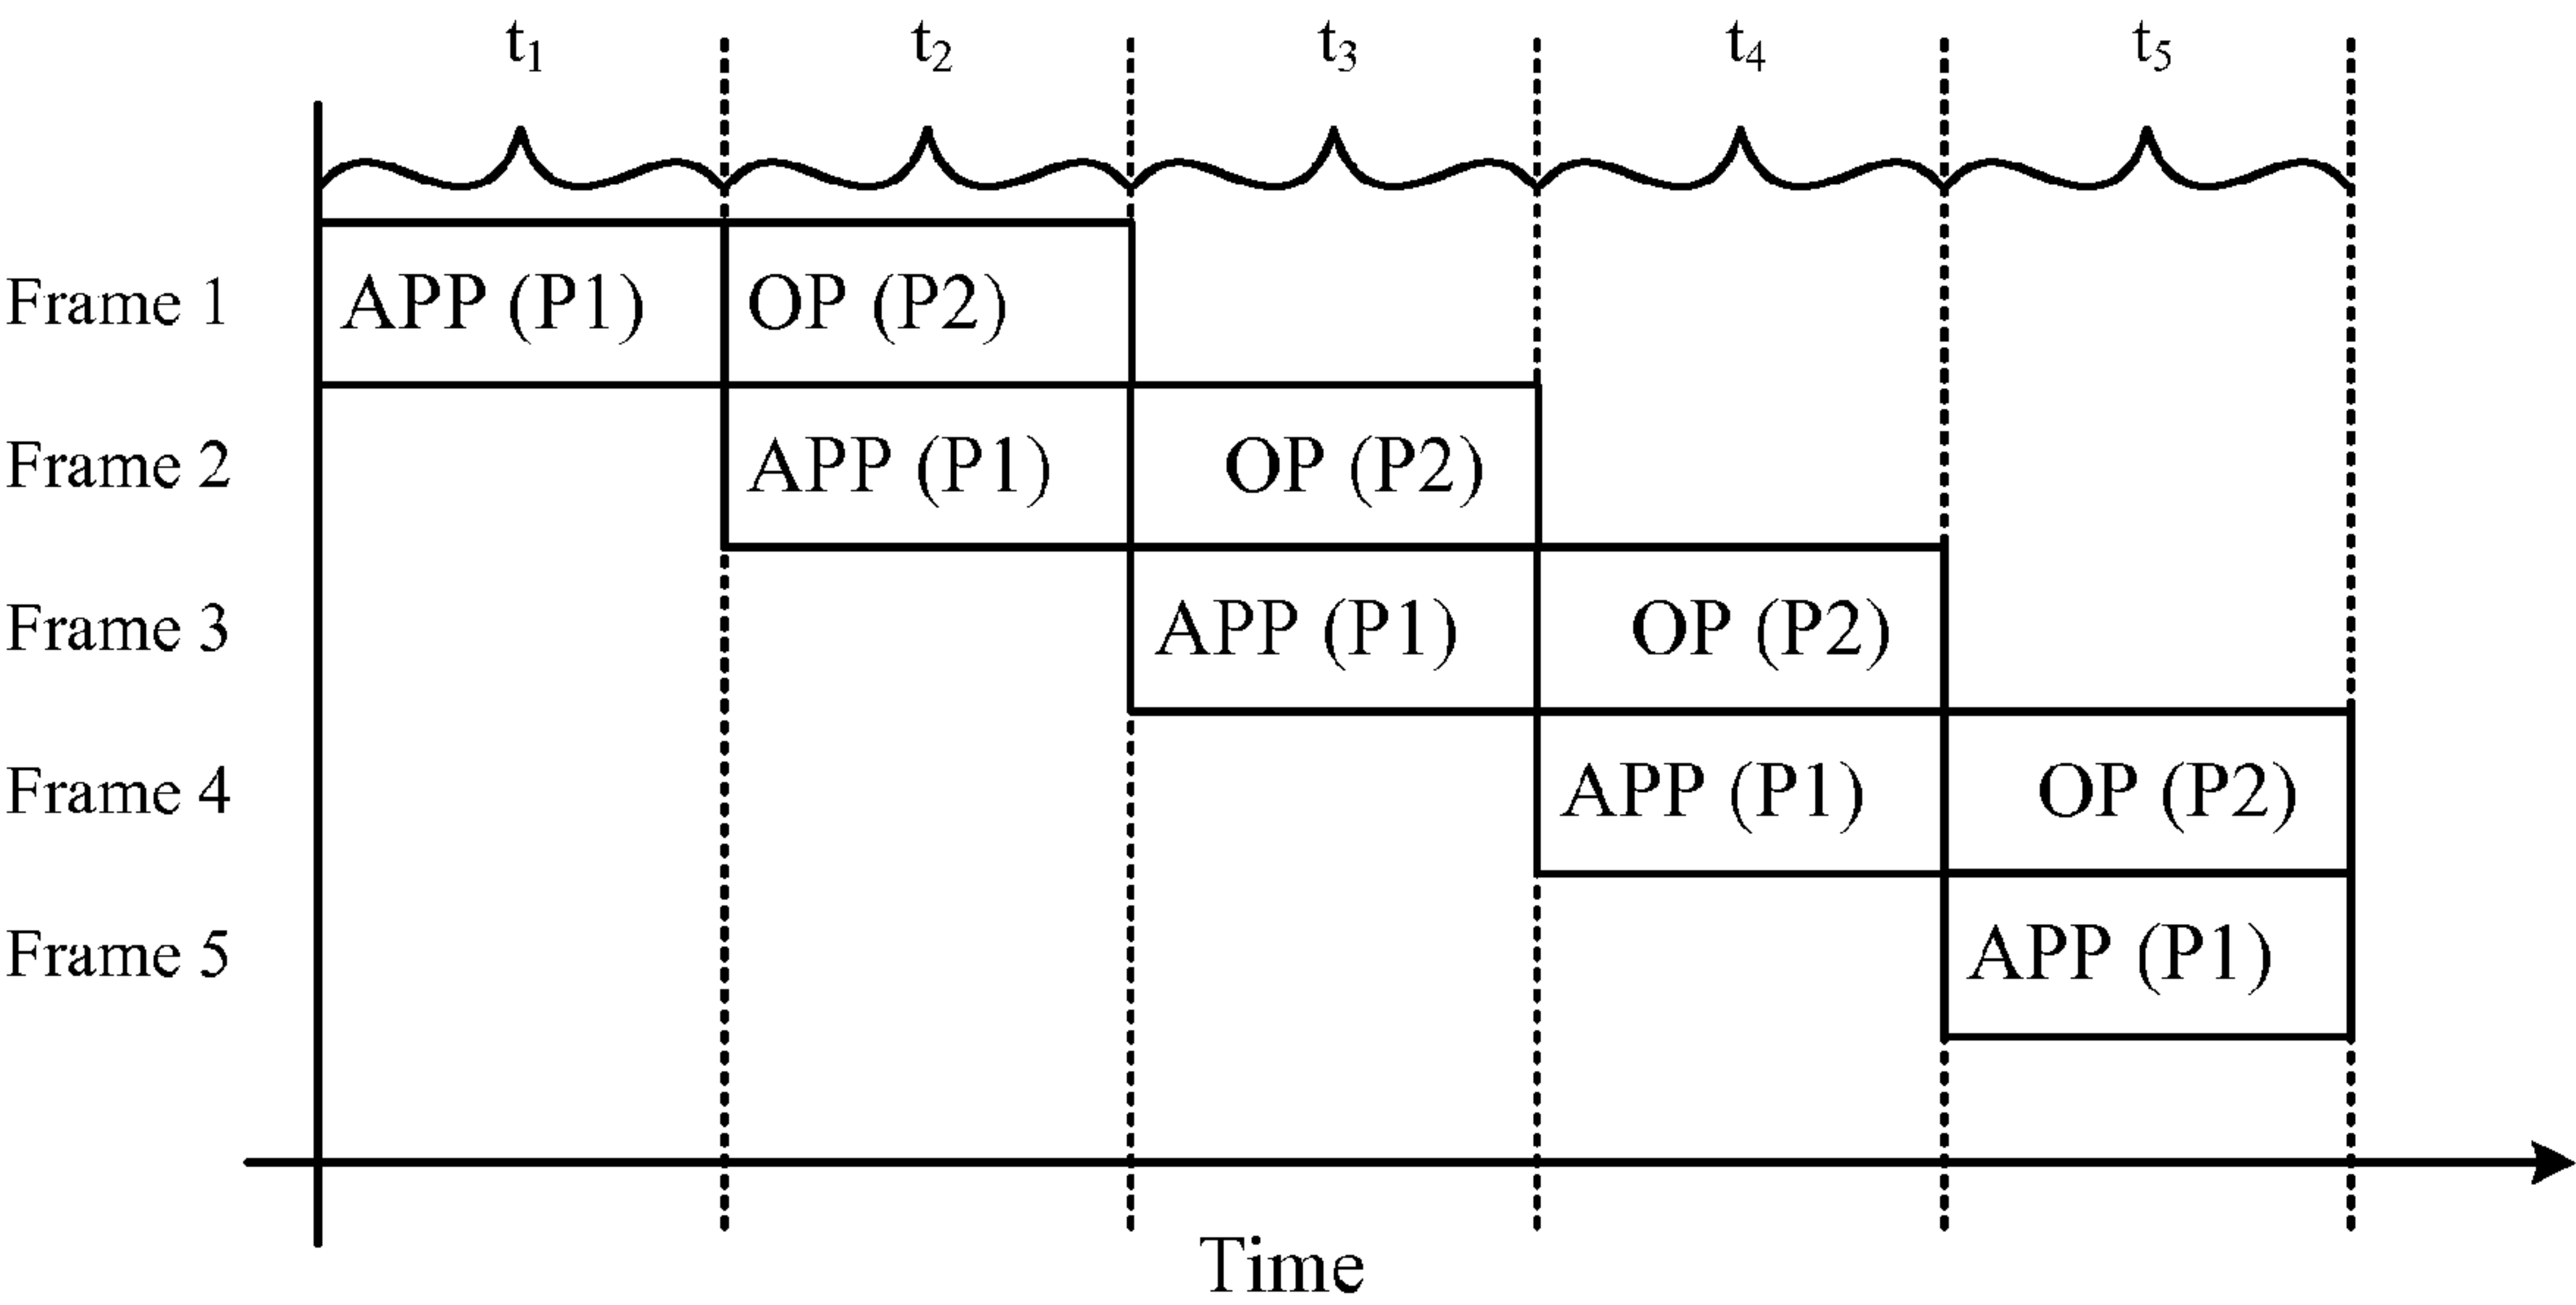 t₁ t₂ t₃ t₄ t₅
Frame 1 APP (P1) OP (P2)
Frame 2 APP (P1) OP (P2)
Frame 3 APP (P1) OP (P2)
Frame 4 APP (P1) OP (P2)
Frame 5 APP (P1)
Time